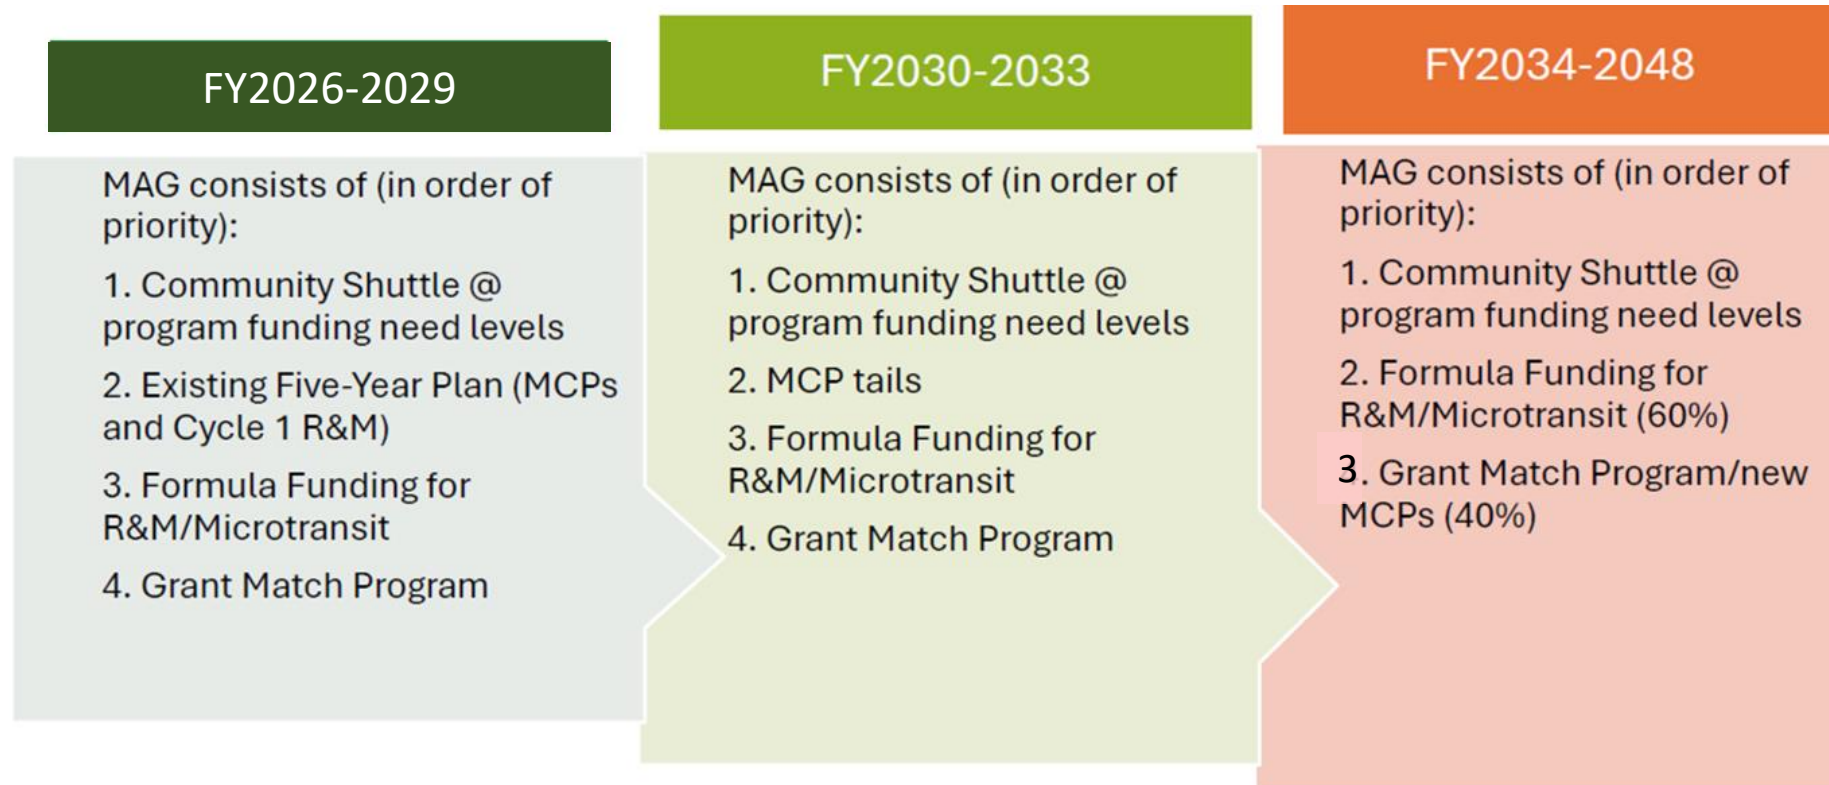 FY2026-2029
MAG consists of (in order of
priority):
1. Community Shuttle @
program funding need levels
2. Existing Five-Year Plan (MCPs
and Cycle 1 R&M)
3. Formula Funding for
R&M/Microtransit
4. Grant Match Program
FY2030-2033
MAG consists of (in order of
priority):
1. Community Shuttle @
program funding need levels
2. MCP tails
3. Formula Funding for
R&M/Microtransit
4. Grant Match Program
FY2034-2048
MAG consists of (in order of
priority):
1. Community Shuttle @
program funding need levels
2. Formula Funding for
R&M/Microtransit (60%)
3. Grant Match Program/new
MCPs (40%)